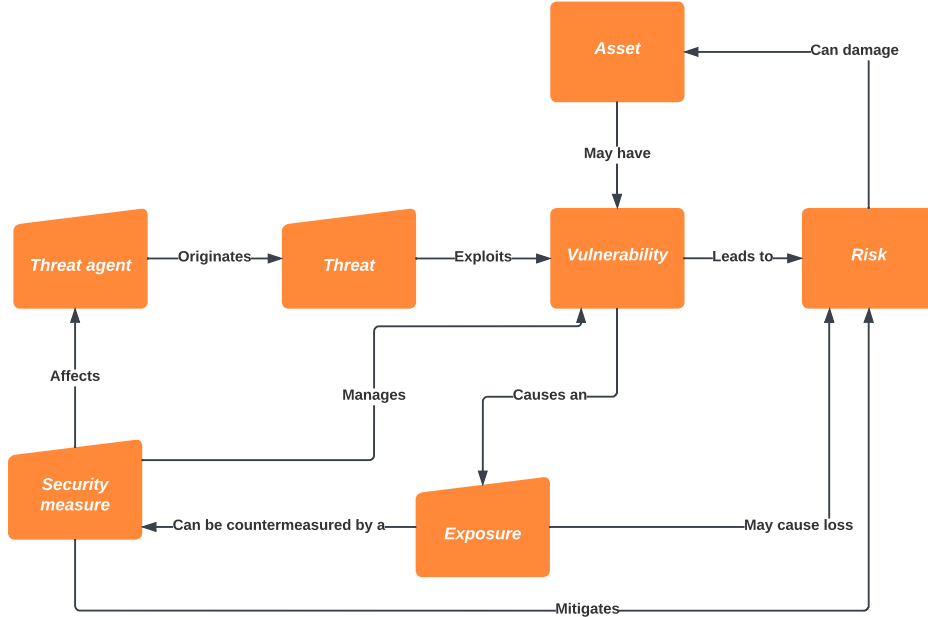 Asset
Can damage
May have
Threat agent
Originates
Threat
Exploits
Vulnerability
Leads to
Risk
Affects
Manages
Causes an
Security
measure
Can be countermeasured by a
Exposure
May cause loss
Mitigates